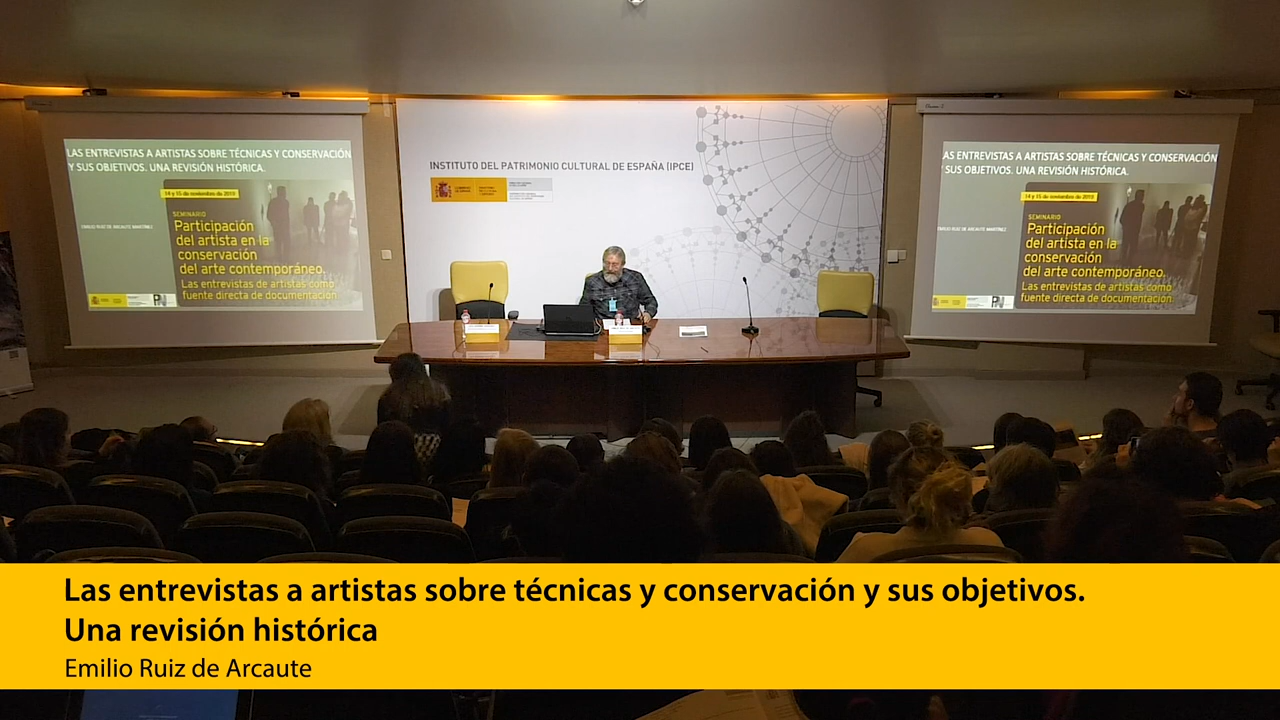 LAS ENTREVISTAS A ARTISTAS SOBRE TÉCNICAS Y CONSERVACIÓN
Y SUS OBJETIVOS. UNA REVISIÓN HISTÓRICA.
14 y 15 de noviembre de 2019
SEMINARIO
EMILIO RUIZ DE ARCAUTE MARTÍNEZ
Participación
del artista en la
conservación
del arte contemporáneo.
Las entrevistas de artistas como
fuente directa de documentación.
INSTITUTO DEL PATRIMONIO CULTURAL DE ESPAÑA (IPCE)
LAS ENTREVISTAS A ARTISTAS SOBRE TÉCNICAS Y CONSERVACIÓN
Y SUS OBJETIVOS. UNA REVISIÓN HISTÓRICA.
14 y 15 de noviembre de 2019
SEMINARIO
EMILIO RUIZ DE ARCAUTE MARTÍNEZ
Participación
del artista en la
conservación
del arte contemporáneo.
Las entrevistas de artistas como
fuente directa de documentación.
Las entrevistas a artistas sobre técnicas y conservación y sus objetivos.
Una revisión histórica
Emilio Ruiz de Arcaute